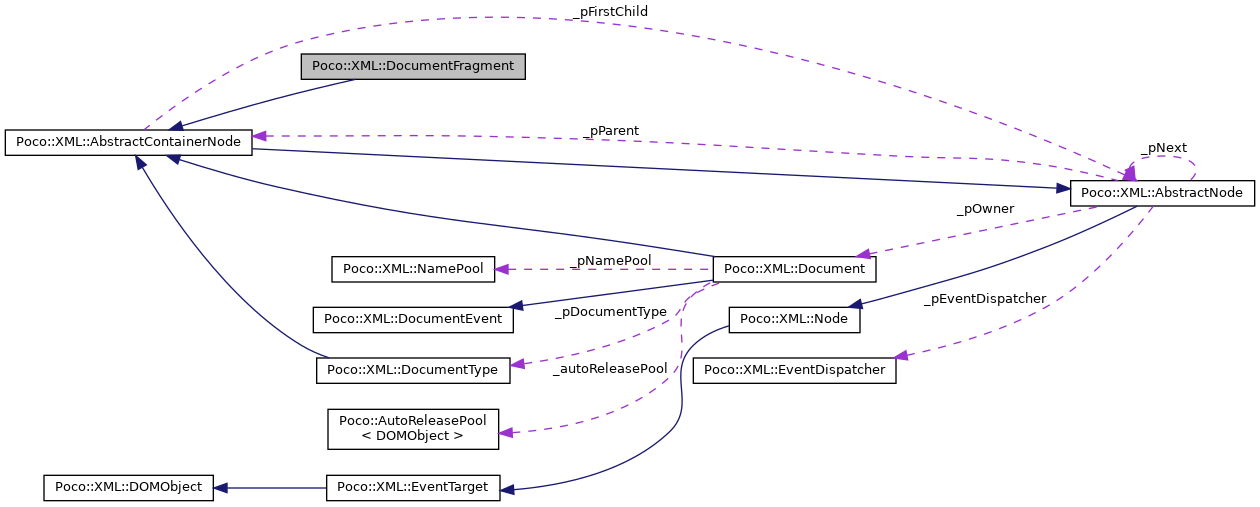 _pFirstChild
Poco::XML::DocumentFragment
_pParent
Poco::XML::AbstractContainerNode
_pNext
Poco::XML::AbstractNode
_pOwner
_pNamePool
Poco::XML::NamePool
Poco::XML::Document
_pEventDispatcher
_pDocumentType
Poco::XML::DocumentEvent
Poco::XML::Node
_autoReleasePool
Poco::XML::DocumentType
Poco::XML::EventDispatcher
Poco::AutoReleasePool
< DOMObject >
Poco::XML::DOMObject
Poco::XML::EventTarget